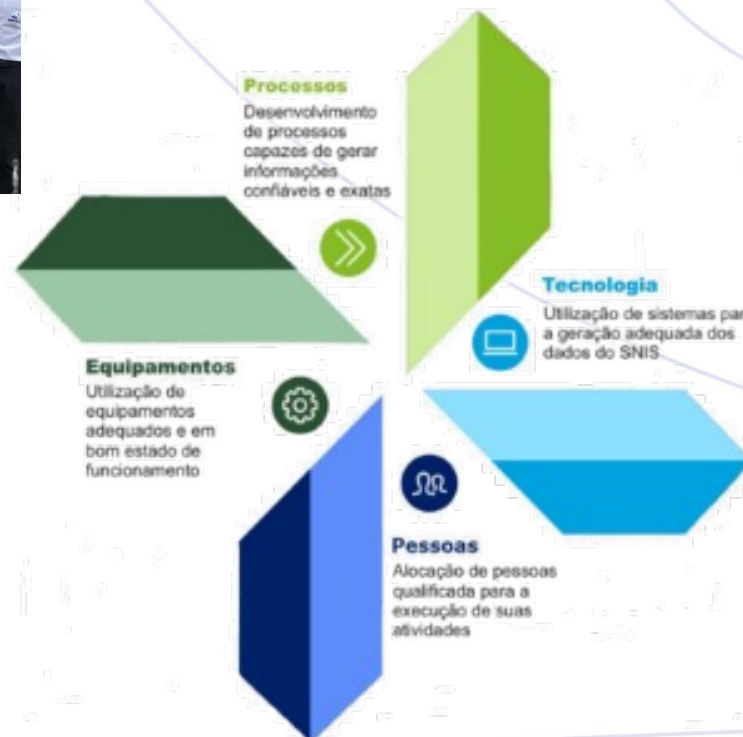 Processos
Desenvolvimento
de processos
capazes de gerar
informações
confiáveis e exatas
Tecnologia
Utilização de sistemas par
a geração adequada dos
dados do SNIS
Equipamentos
Utilização de
equipamentos
adequados e em
bom estado de
funcionamento
Pessoas
Alocação de pessoas
qualificada para a
execução de suas
atividades